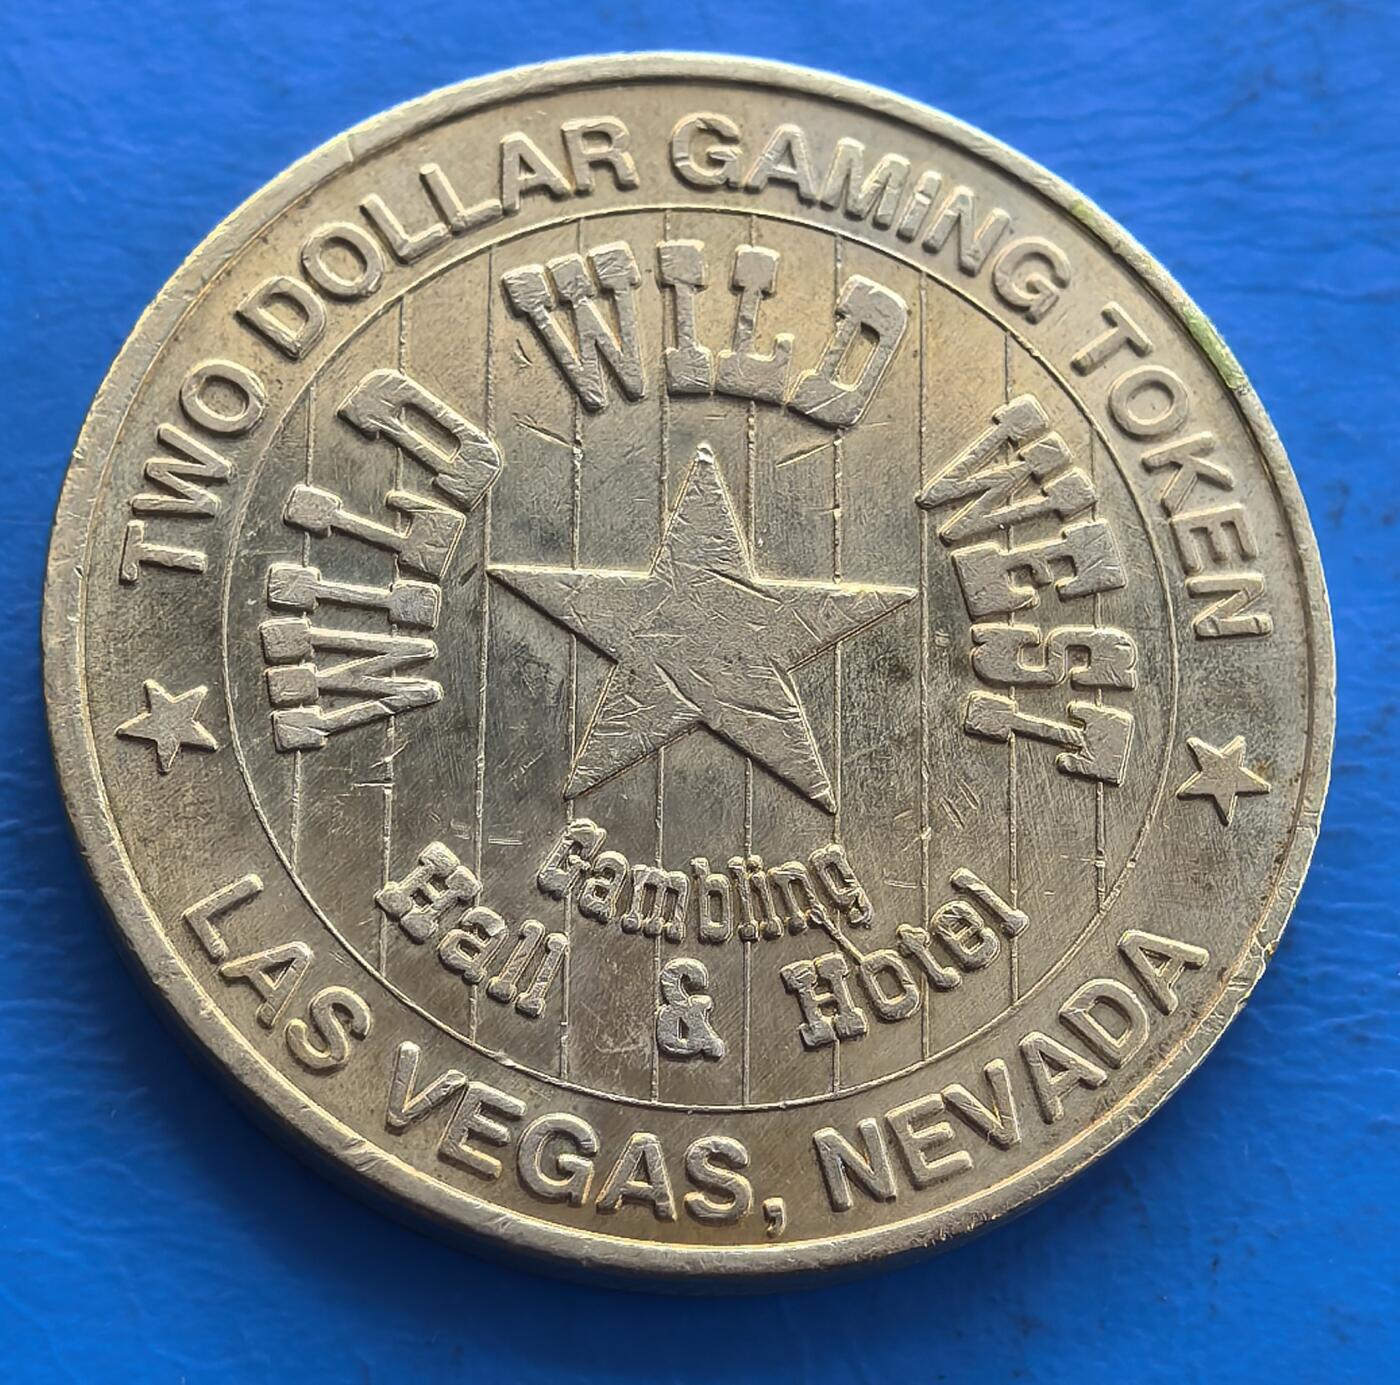 TWO DOLLAR GAMING TOKEN
WILD WILD WEST
Gambling
Hall & Hotel
LAS VEGAS, NEVADA